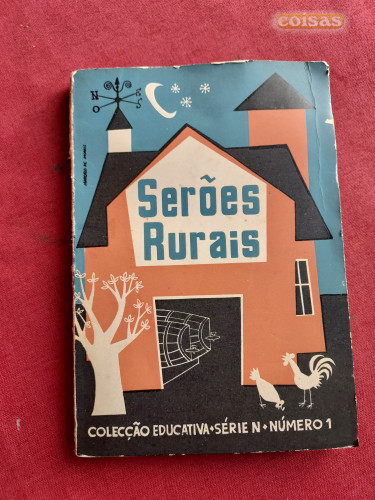 coisas
N
O
Serões
Rurais
COLECÇÃO EDUCATIVA • SÉRIE N • NÚMERO 1